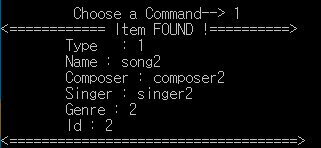 Choose a Command--> 1
<============ Item FOUND !==========>
Type   : 1
Name : song2
Composer : composer2
Singer : singer2
Genre : 2
Id : 2
<===================================>